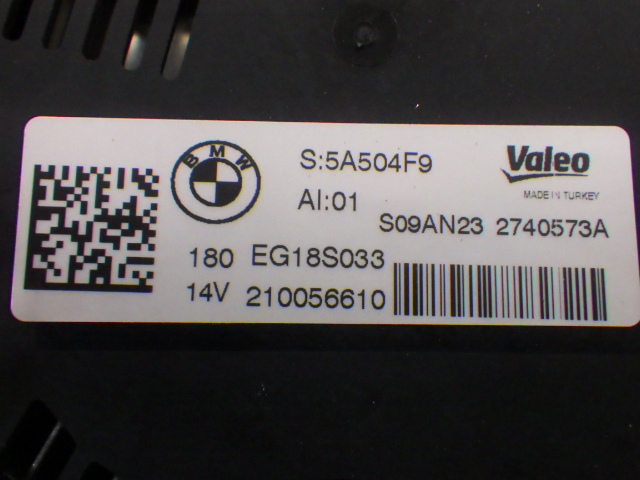 BMW
S:5A504F9
Valeo
AI:01
MADE IN TURKEY
S09AN23 2740573A
180 EG18S033
14V 210056610